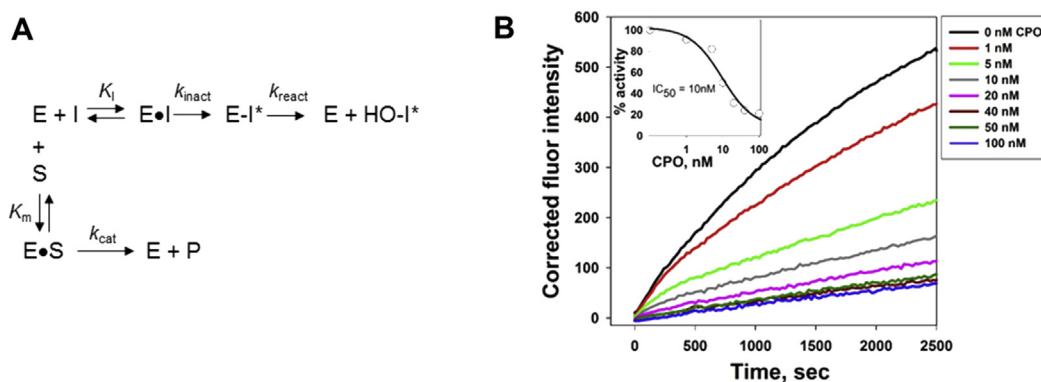 A
K_I k_inact k_react
E + I E•I E-I* E + HO-I*
+
S
K_m
k_cat
E•S E + P
B
600
500
400
300
200
100
0
Corrected fluor intensity
0 500 1000 1500 2000 2500
Time, sec
100
80
60
40
20
0
% activity
IC50 = 10nM
1 10 100
CPO, nM
0 nM CPO
1 nM
5 nM
10 nM
20 nM
40 nM
50 nM
100 nM